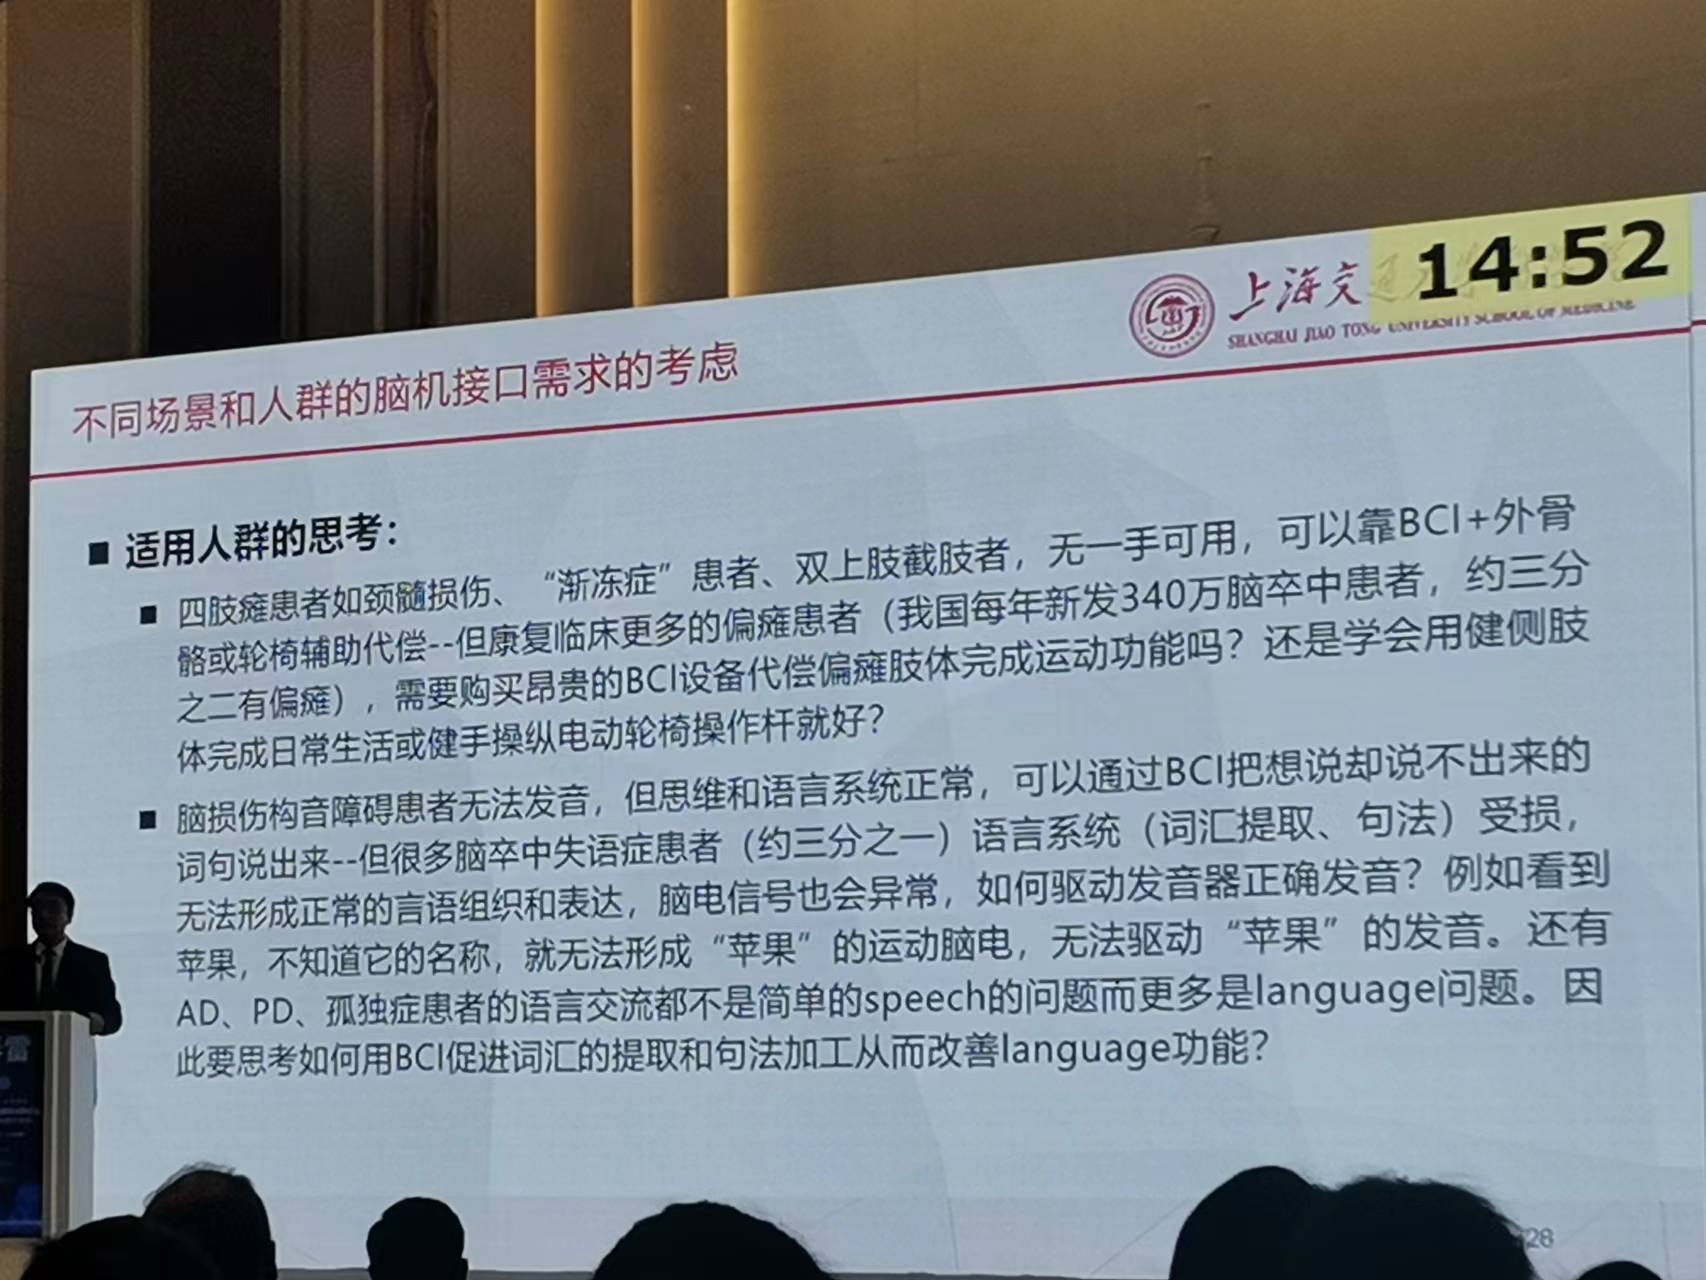 14:52
上海交
SHANGHAI JIAO TONG UNIVERSITY SCHOOL OF MEDICINE
不同场景和人群的脑机接口需求的考虑
■ 适用人群的思考：
■ 四肢瘫患者如颈髓损伤、“渐冻症”患者、双上肢截肢者，无一手可用，可以靠BCI+外骨
骼或轮椅辅助代偿--但康复临床更多的偏瘫患者（我国每年新发340万脑卒中患者，约三分
之二有偏瘫），需要购买昂贵的BCI设备代偿偏瘫肢体完成运动功能吗？还是学会用健侧肢
体完成日常生活或健手操纵电动轮椅操作杆就好？
■ 脑损伤构音障碍患者无法发音，但思维和语言系统正常，可以通过BCI把想说却说不出来的
词句说出来--但很多脑卒中失语症患者（约三分之一）语言系统（词汇提取、句法）受损，
无法形成正常的言语组织和表达，脑电信号也会异常，如何驱动发音器正确发音？例如看到
苹果，不知道它的名称，就无法形成“苹果”的运动脑电，无法驱动“苹果”的发音。还有
AD、PD、孤独症患者的语言交流都不是简单的speech的问题而更多是language问题。因
此要思考如何用BCI促进词汇的提取和句法加工从而改善language功能？
28
雷